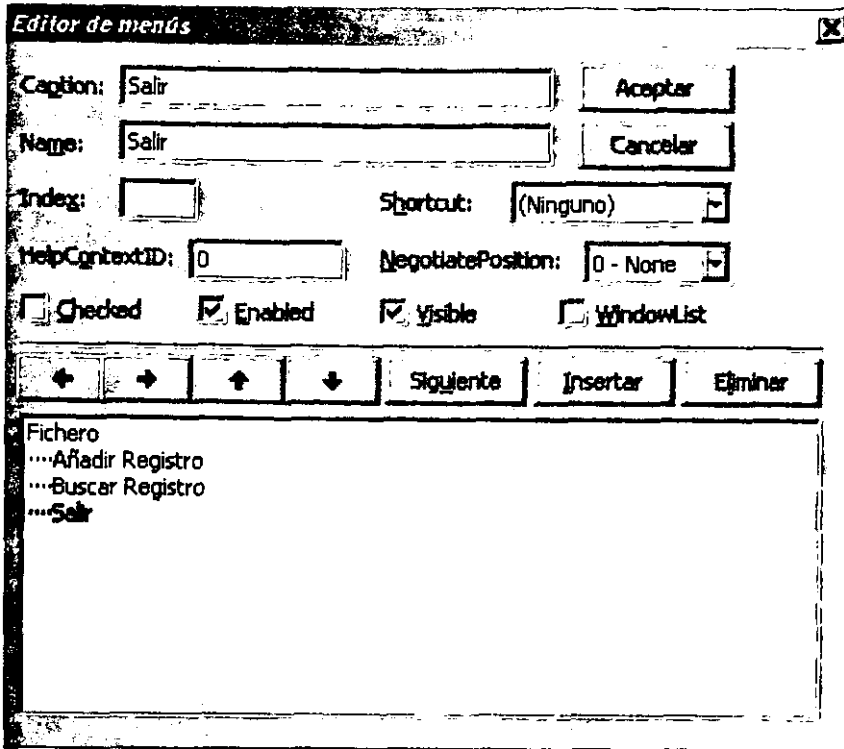 Editor de menús
Caption: Salir Aceptar
Name: Salir Cancelar
Index: Shortcut: (Ninguno)
HelpContextID: 0 NegotiatePosition: 0 - None
Checked Enabled Visible WindowList
Siguiente Insertar Eliminar
Fichero
····Añadir Registro
····Buscar Registro
····Salir